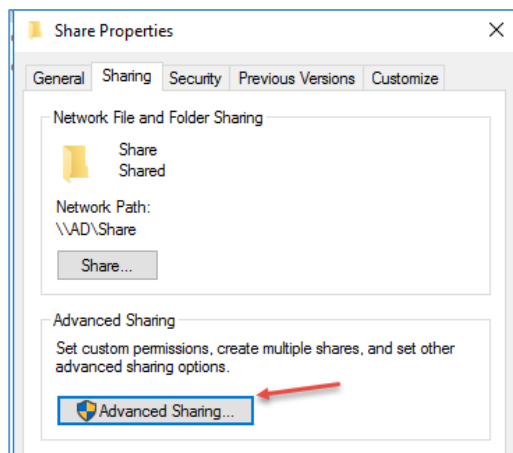 Share Properties
General Sharing Security Previous Versions Customize
Network File and Folder Sharing
Share
Shared
Network Path:
\\AD\Share
Share...
Advanced Sharing
Set custom permissions, create multiple shares, and set other
advanced sharing options.
Advanced Sharing...